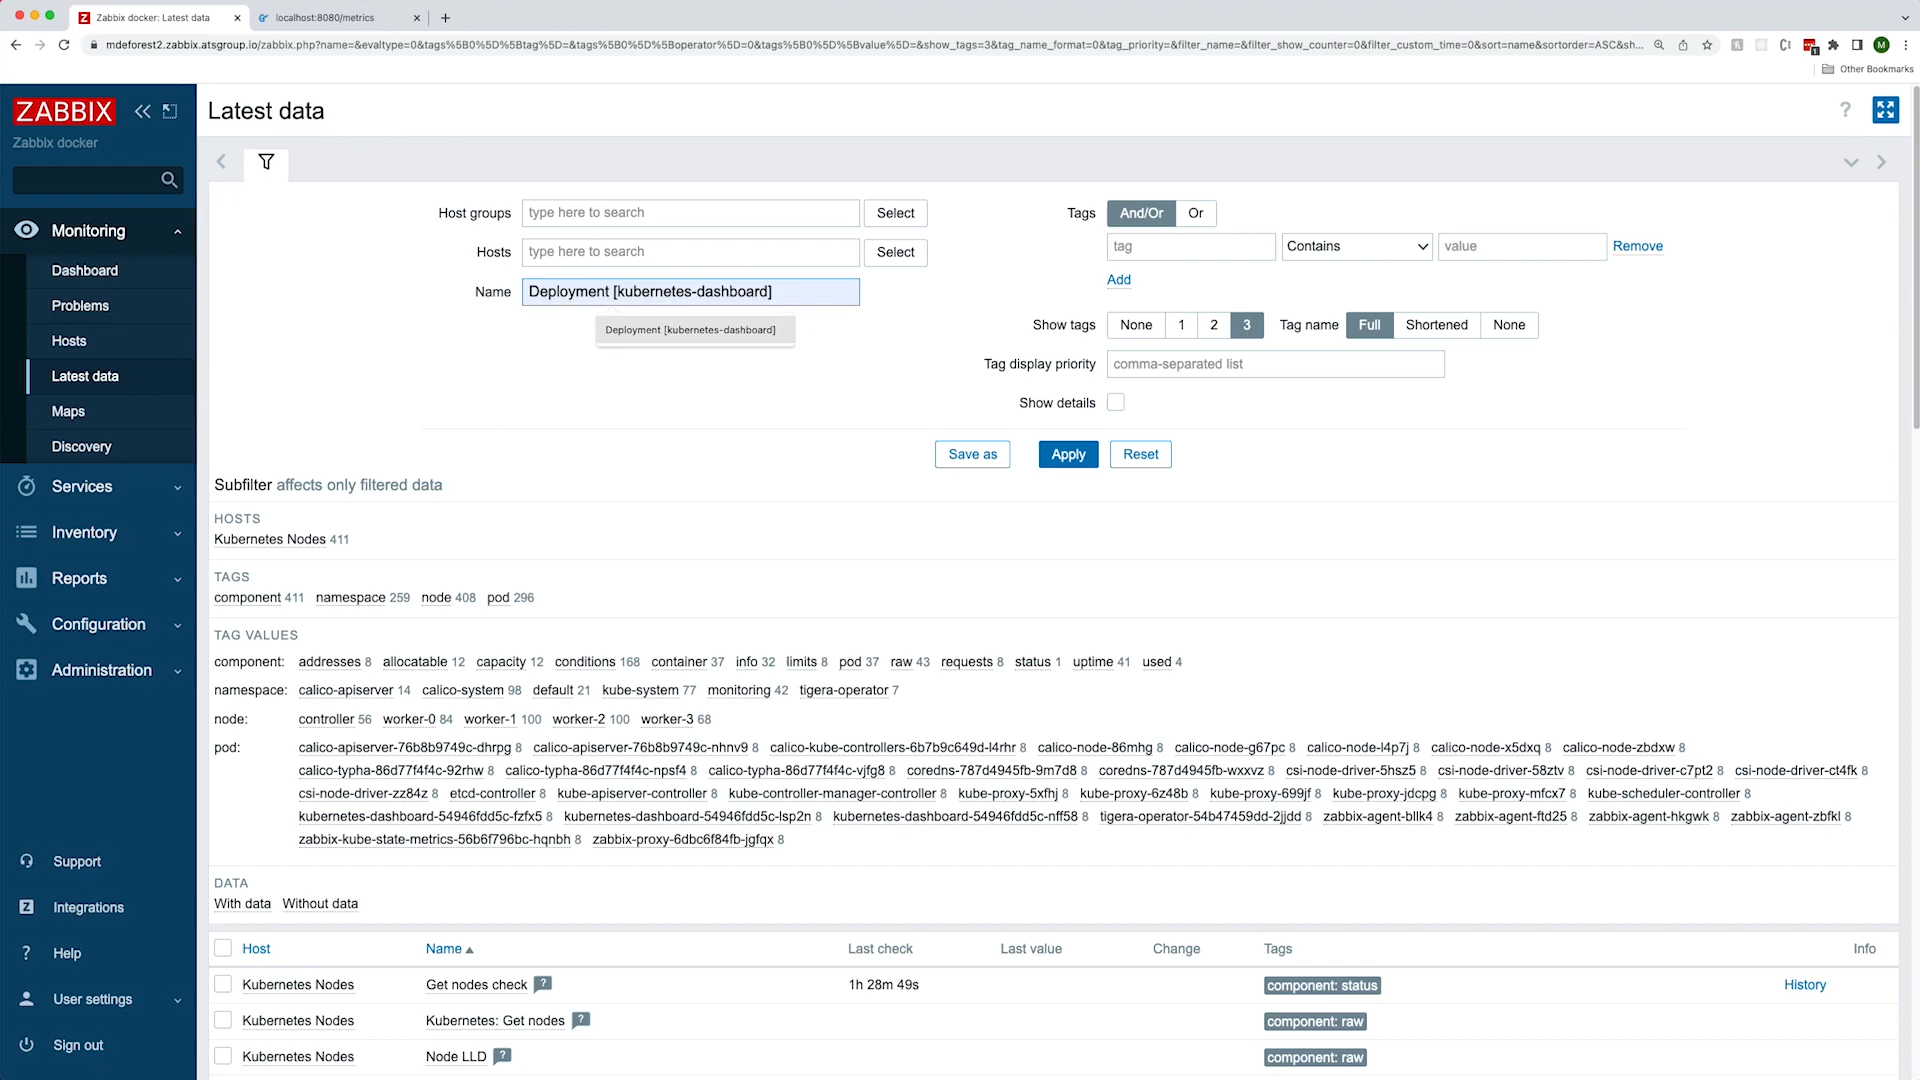 Zabbix docker: Latest data
localhost:8080/metrics
mdeforest2.zabbix.atsgroup.io/zabbix.php?name=&evaltype=0&tags%5B0%5D%5Btag%5D=&tags%5B0%5D%5Boperator%5D=0&tags%5B0%5D%5Bvalue%5D=&show_tags=3&tag_name_format=0&tag_priority=&filter_name=&filter_show_counter=0&filter_custom_time=0&sort=name&sortorder=ASC&sh...
Other Bookmarks
ZABBIX
Zabbix docker
Monitoring
Dashboard
Problems
Hosts
Latest data
Maps
Discovery
Services
Inventory
Reports
Configuration
Administration
Support
Integrations
Help
User settings
Sign out
Latest data
Host groups type here to search Select
Hosts type here to search Select
Name Deployment [kubernetes-dashboard]
Deployment [kubernetes-dashboard]
Tags And/Or Or
tag Contains value Remove
Add
Show tags None 1 2 3 Tag name Full Shortened None
Tag display priority comma-separated list
Show details
Save as Apply Reset
Subfilter affects only filtered data
HOSTS
Kubernetes Nodes 411
TAGS
component 411 namespace 259 node 408 pod 296
TAG VALUES
component: addresses 8 allocatable 12 capacity 12 conditions 168 container 37 info 32 limits 8 pod 37 raw 43 requests 8 status 1 uptime 41 used 4
namespace: calico-apiserver 14 calico-system 98 default 21 kube-system 77 monitoring 42 tigera-operator 7
node: controller 56 worker-0 84 worker-1 100 worker-2 100 worker-3 68
pod: calico-apiserver-76b8b9749c-dhrpg 8 calico-apiserver-76b8b9749c-nhnv9 8 calico-kube-controllers-6b7b9c649d-l4rhr 8 calico-node-86mhg 8 calico-node-g67pc 8 calico-node-l4p7j 8 calico-node-x5dxq 8 calico-node-zbdxw 8
calico-typha-86d77f4f4c-92rhw 8 calico-typha-86d77f4f4c-npsf4 8 calico-typha-86d77f4f4c-vjfg8 8 coredns-787d4945fb-9m7d8 8 coredns-787d4945fb-wxxvz 8 csi-node-driver-5hsz5 8 csi-node-driver-58ztv 8 csi-node-driver-c7pt2 8 csi-node-driver-ct4fk 8
csi-node-driver-zz84z 8 etcd-controller 8 kube-apiserver-controller 8 kube-controller-manager-controller 8 kube-proxy-5xfhj 8 kube-proxy-6z48b 8 kube-proxy-699jf 8 kube-proxy-jdcpg 8 kube-proxy-mfcx7 8 kube-scheduler-controller 8
kubernetes-dashboard-54946fdd5c-fzfx5 8 kubernetes-dashboard-54946fdd5c-lsp2n 8 kubernetes-dashboard-54946fdd5c-nff58 8 tigera-operator-54b47459dd-2jjdd 8 zabbix-agent-bllk4 8 zabbix-agent-ftd25 8 zabbix-agent-hkgwk 8 zabbix-agent-zbfkl 8
zabbix-kube-state-metrics-56b6f796bc-hqnbh 8 zabbix-proxy-6dbc6f84fb-jgfqx 8
DATA
With data Without data
Host Name Last check Last value Change Tags Info
Kubernetes Nodes Get nodes check ? 1h 28m 49s component: status History
Kubernetes Nodes Kubernetes: Get nodes ? component: raw
Kubernetes Nodes Node LLD ? component: raw